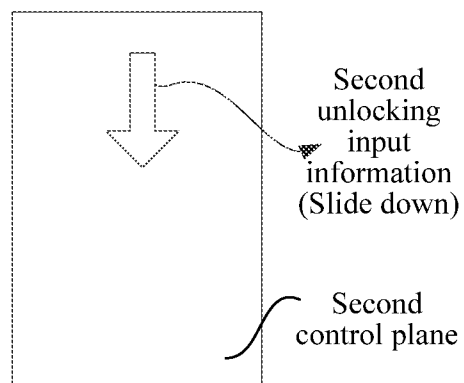 Second
unlocking
input
information
(Slide down)
Second
control plane